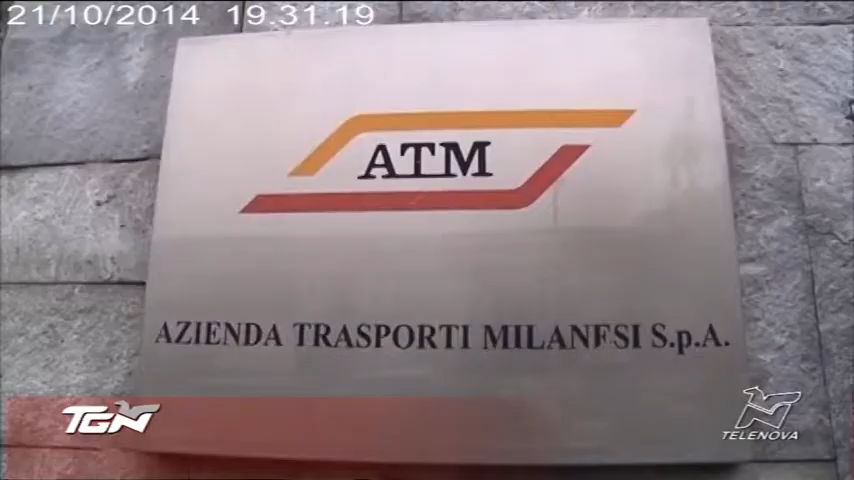 21/10/2014 19.31.19
ATM
AZIENDA TRASPORTI MILANESI S.p.A.
TGN
TELENOVA